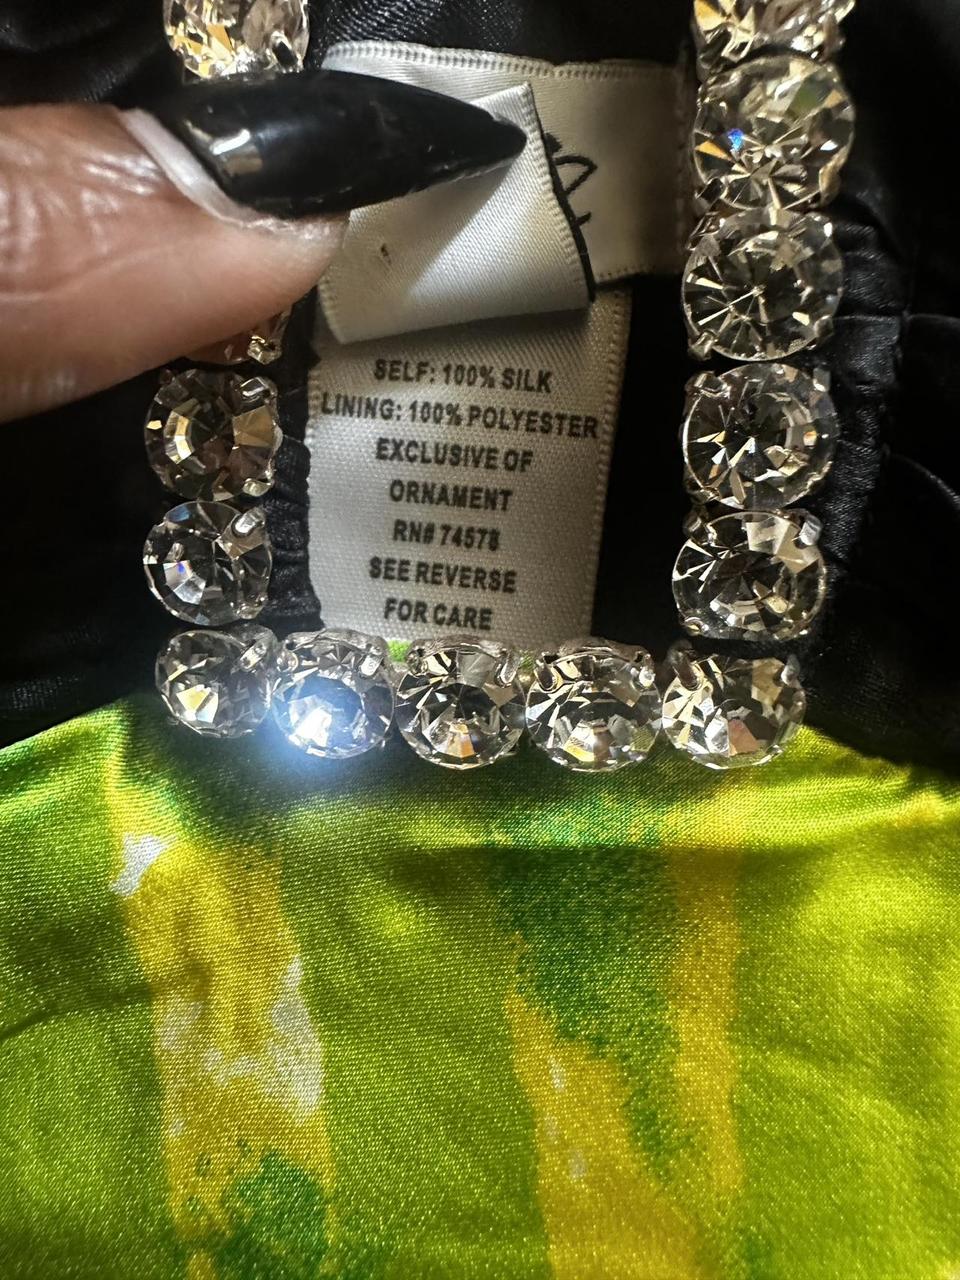 SELF: 100% SILK
LINING: 100% POLYESTER
EXCLUSIVE OF
ORNAMENT
RN# 74578
SEE REVERSE
FOR CARE